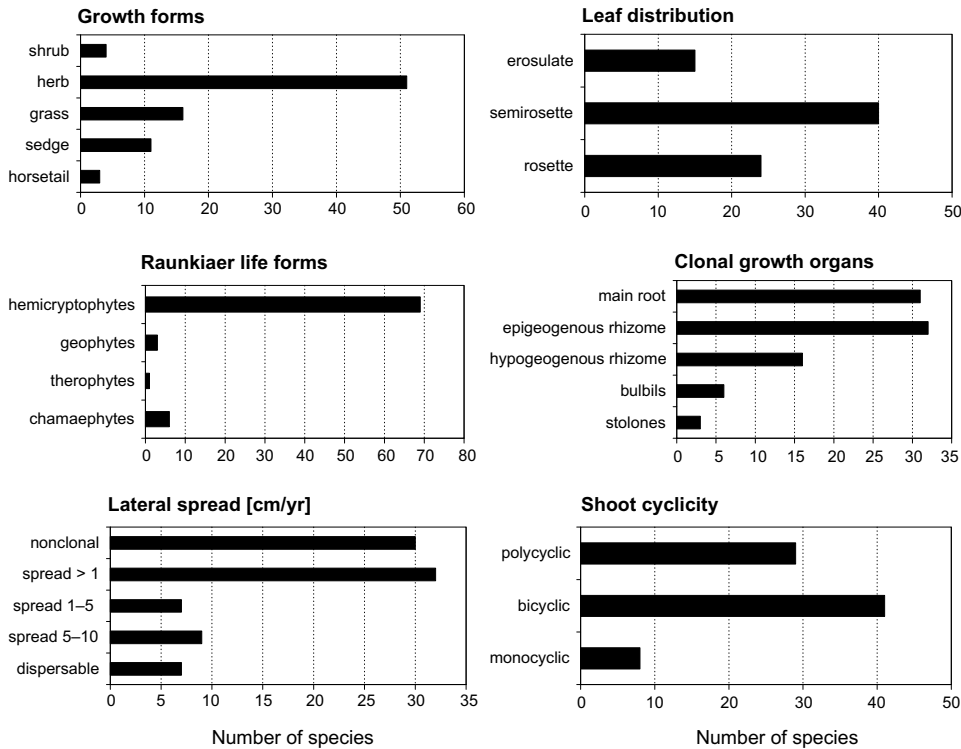 Growth forms
shrub
herb
grass
sedge
horsetail
0 10 20 30 40 50 60
Leaf distribution
erosulate
semirosette
rosette
0 10 20 30 40 50
Raunkiaer life forms
hemicryptophytes
geophytes
therophytes
chamaephytes
0 10 20 30 40 50 60 70 80
Clonal growth organs
main root
epigeogenous rhizome
hypogeogenous rhizome
bulbils
stolones
0 5 10 15 20 25 30 35
Lateral spread [cm/yr]
nonclonal
spread > 1
spread 1–5
spread 5–10
dispersable
0 5 10 15 20 25 30 35
Number of species
Shoot cyclicity
polycyclic
bicyclic
monocyclic
0 10 20 30 40 50
Number of species